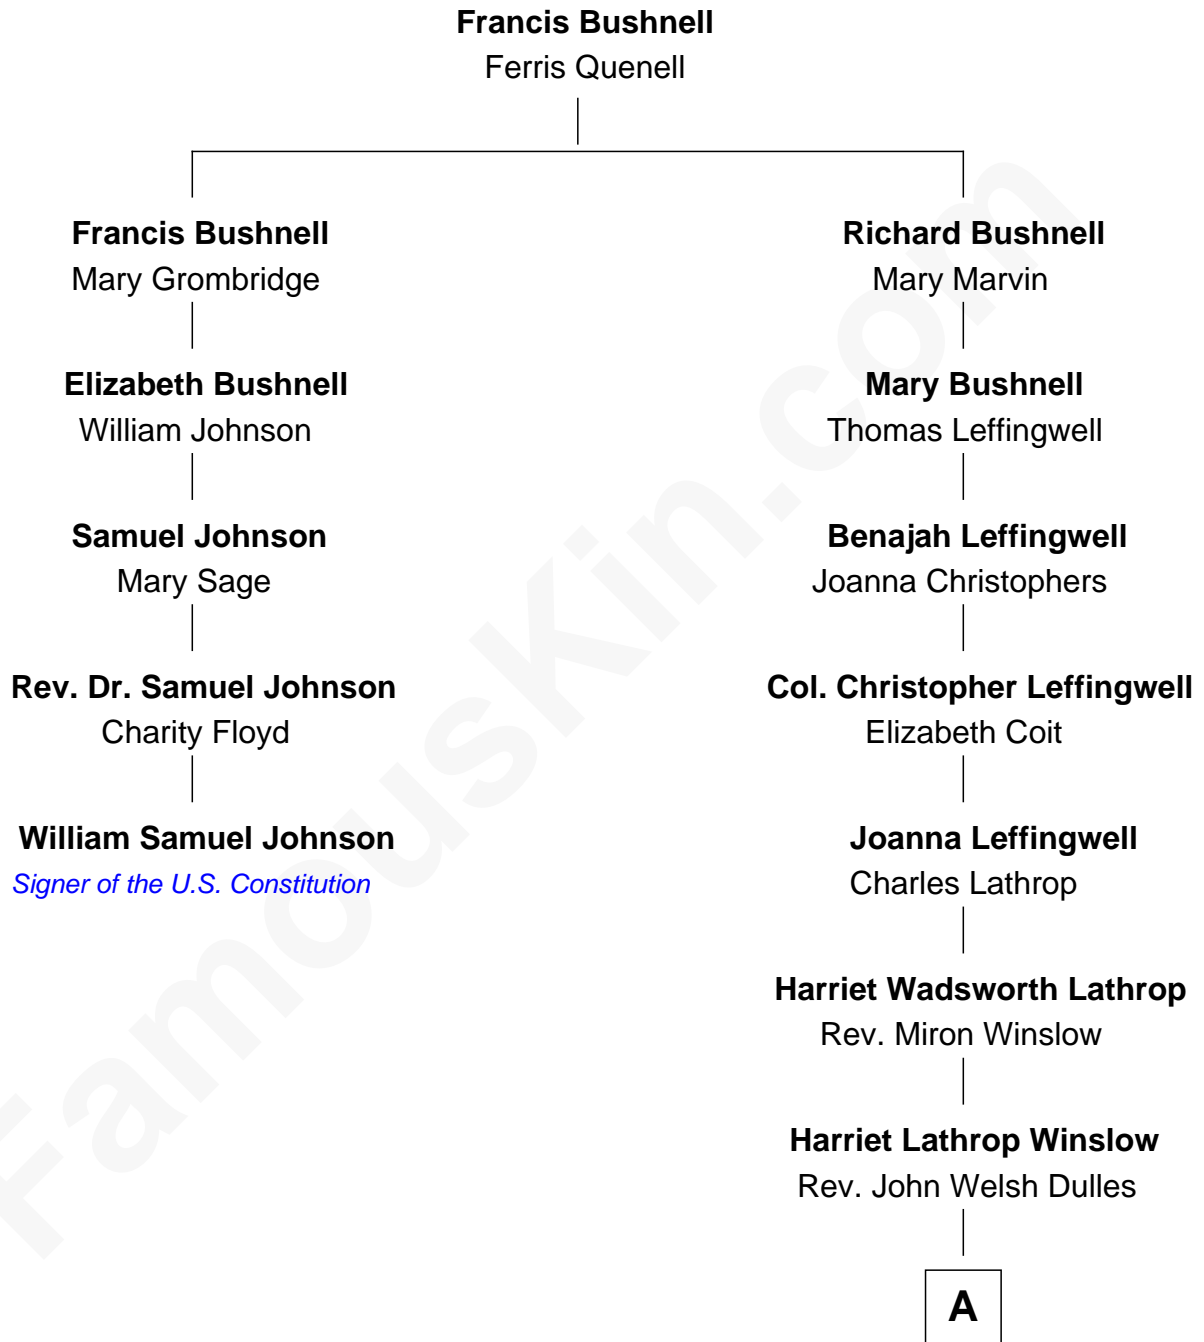 Francis Bushnell
Ferris Quenell
Francis Bushnell
Mary Grombridge
Elizabeth Bushnell
William Johnson
Samuel Johnson
Mary Sage
Rev. Dr. Samuel Johnson
Charity Floyd
William Samuel Johnson
Signer of the U.S. Constitution
Richard Bushnell
Mary Marvin
Mary Bushnell
Thomas Leffingwell
Benajah Leffingwell
Joanna Christophers
Col. Christopher Leffingwell
Elizabeth Coit
Joanna Leffingwell
Charles Lathrop
Harriet Wadsworth Lathrop
Rev. Miron Winslow
Harriet Lathrop Winslow
Rev. John Welsh Dulles
A
FamousKin.com